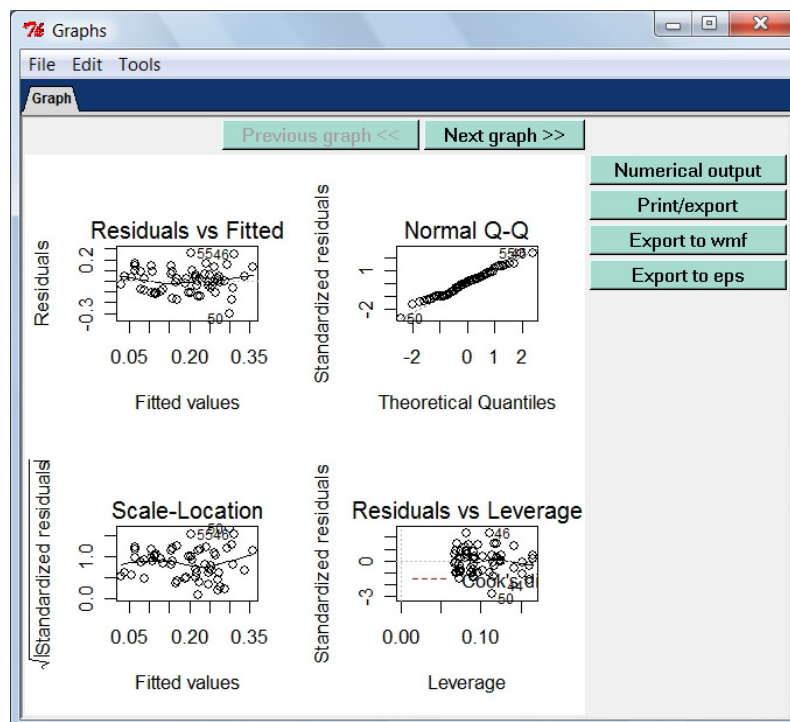 Graphs
File Edit Tools
Graph
Previous graph << Next graph >>
Numerical output
Print/export
Export to wmf
Export to eps
Residuals vs Fitted
Residuals
0.2
-0.3
5546
50
0.05 0.20 0.35
Fitted values
Normal Q-Q
Standardized residuals
1
-2
50
-2 0 1 2
Theoretical Quantiles
Scale-Location
√|Standardized residuals|
1.0
0.0
50
5546
0.05 0.20 0.35
Fitted values
Residuals vs Leverage
Standardized residuals
0
-3
46
Cook's di
44
50
0.00 0.10
Leverage